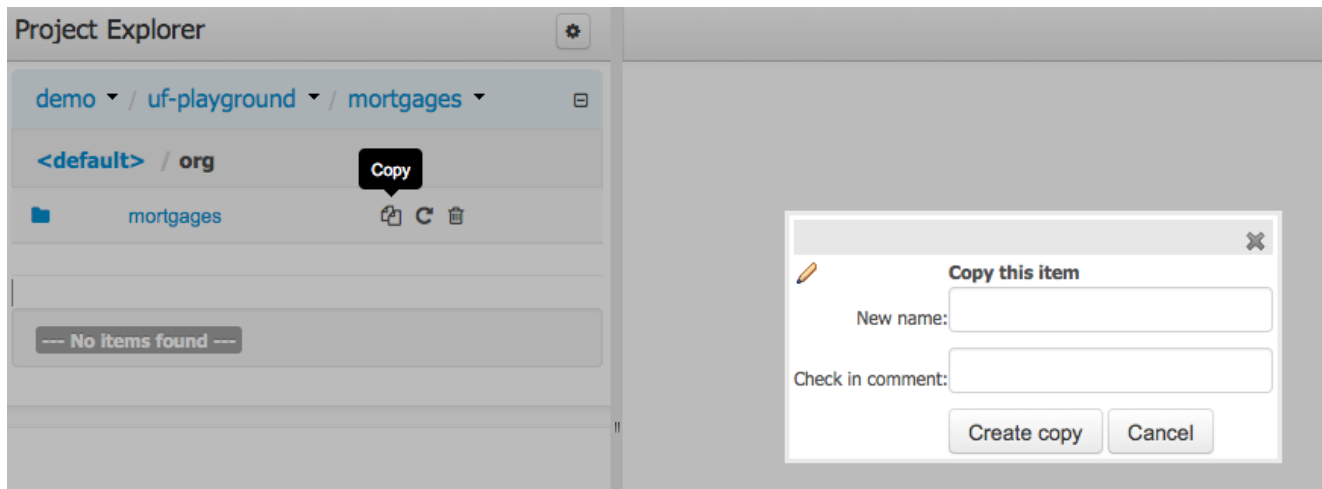 Project Explorer
demo / uf-playground / mortgages
<default> / org
Copy
mortgages
--- No items found ---
Copy this item
New name:
Check in comment:
Create copy Cancel